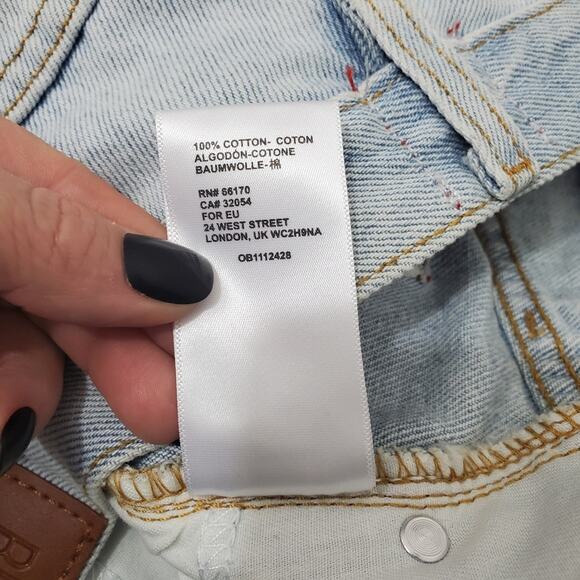 100% COTTON- COTON
ALGODÓN-COTONE
BAUMWOLLE-棉
RN# 66170
CA# 32054
FOR EU
24 WEST STREET
LONDON, UK WC2H9NA
OB1112428